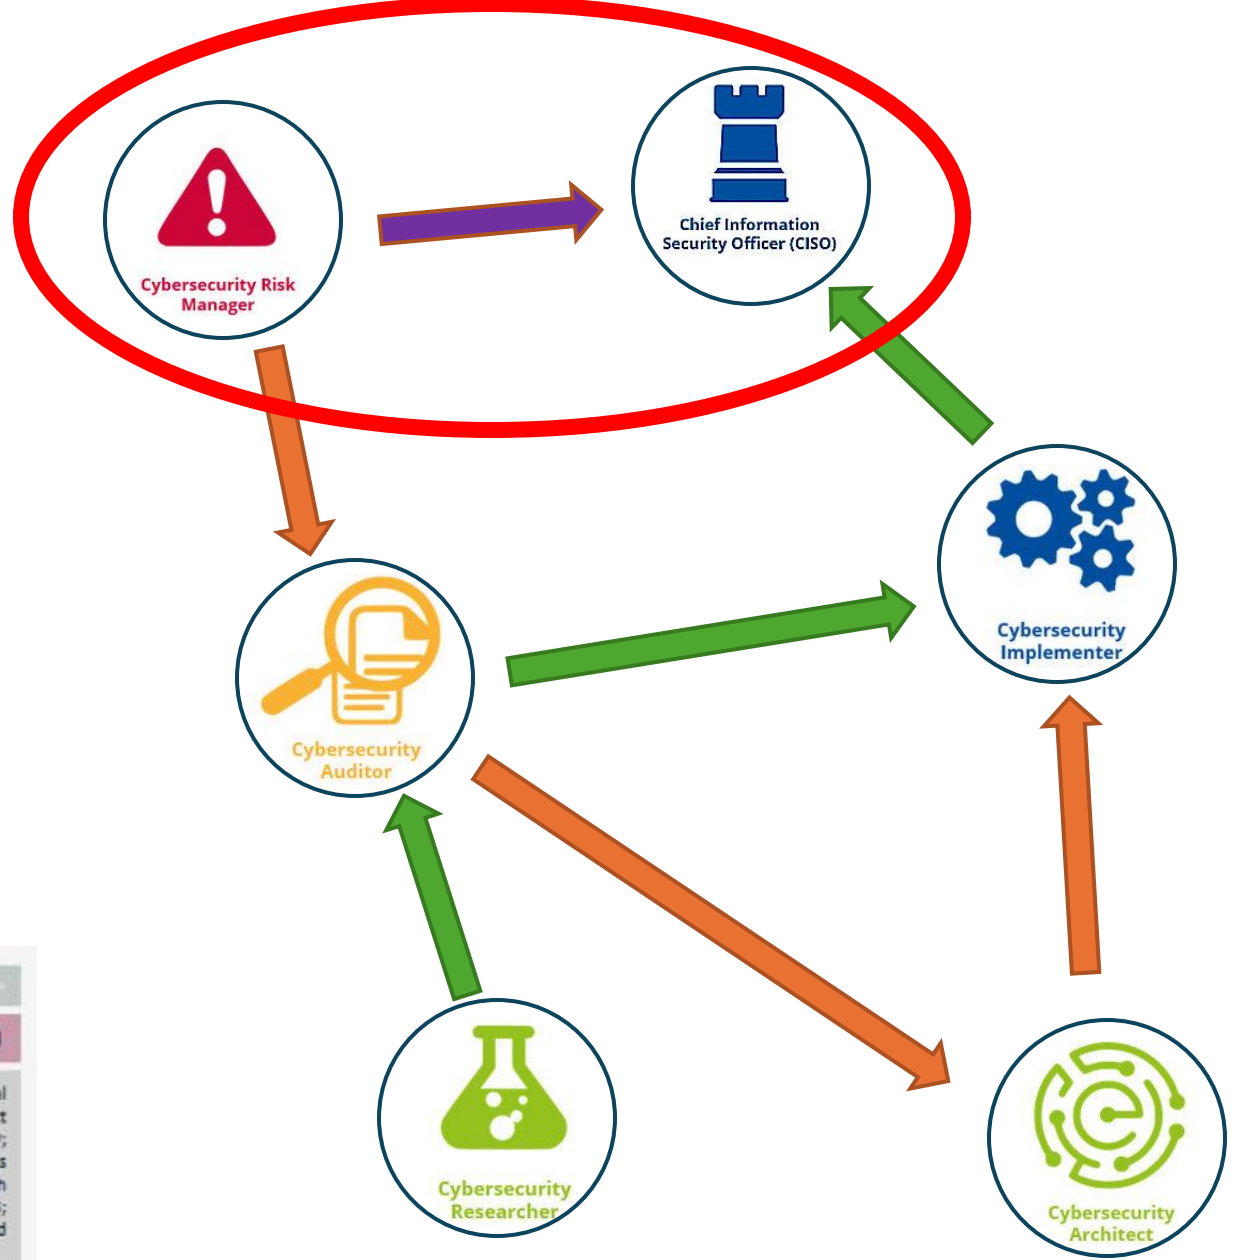 Chief Information
Security Officer (CISO)
Cybersecurity Risk
Manager
Cybersecurity
Implementer
Cybersecurity
Auditor
Cybersecurity
Researcher
Cybersecurity
Architect